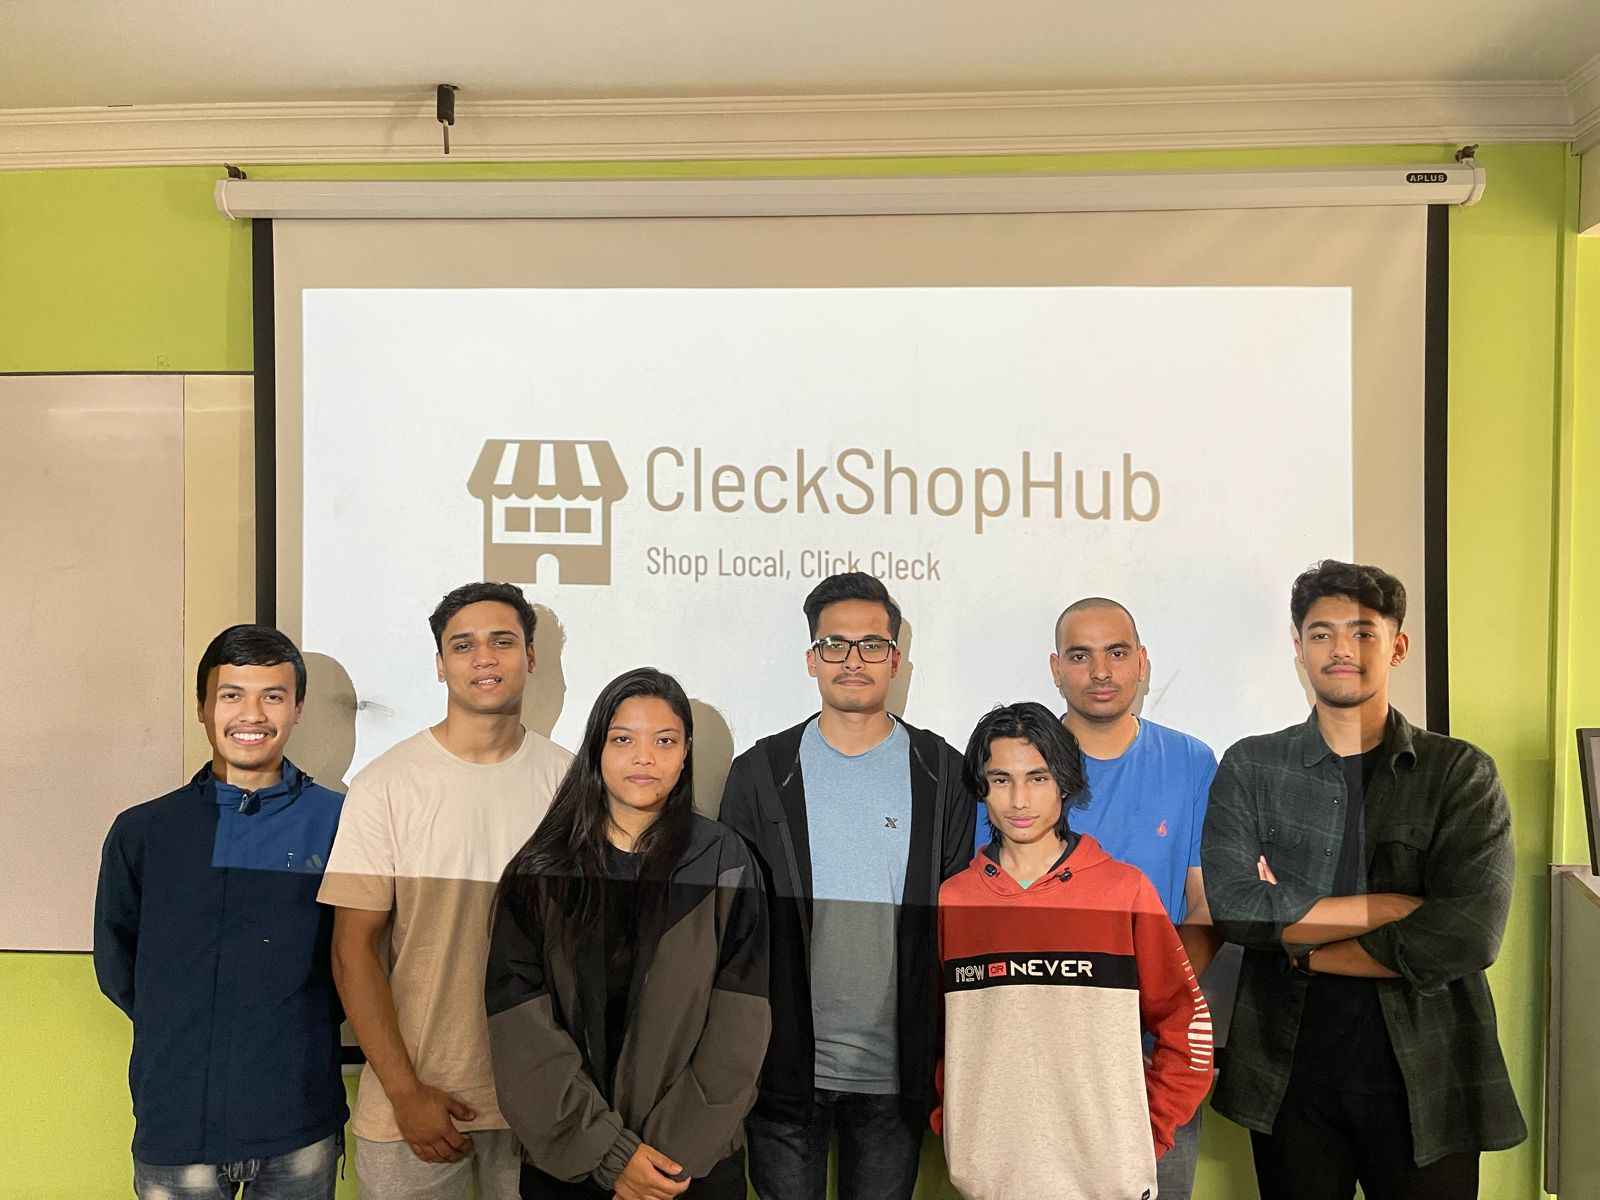 APLUS
CleckShopHub
Shop Local, Click Cleck
NOW OR NEVER